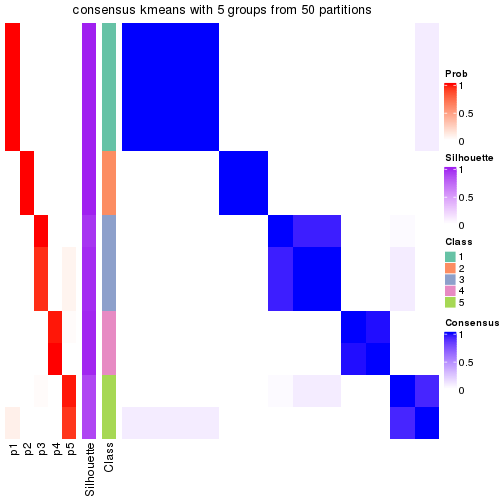 consensus kmeans with 5 groups from 50 partitions
Prob
1
0.5
0
Silhouette
1
0.5
0
Class
1
2
3
4
5
Consensus
1
0.5
0
p1
p2
p3
p4
p5
Silhouette
Class